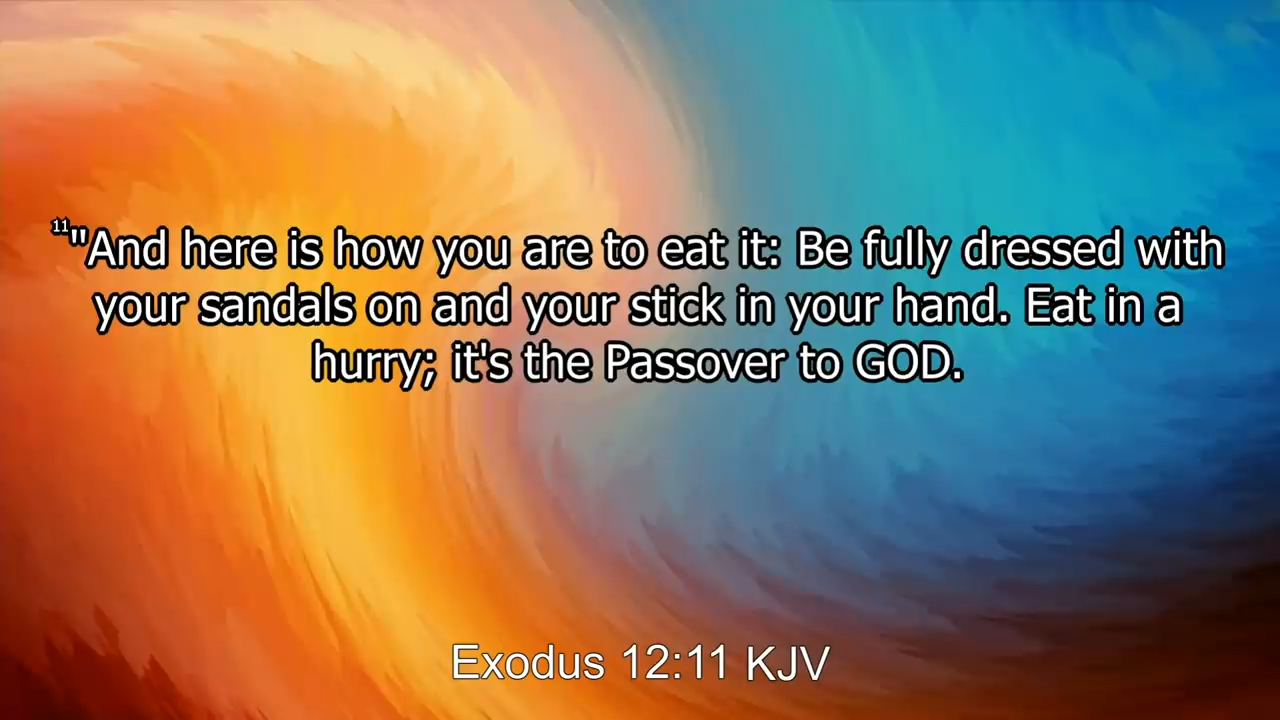 11"And here is how you are to eat it: Be fully dressed with
your sandals on and your stick in your hand. Eat in a
hurry; it's the Passover to GOD.
Exodus 12:11 KJV